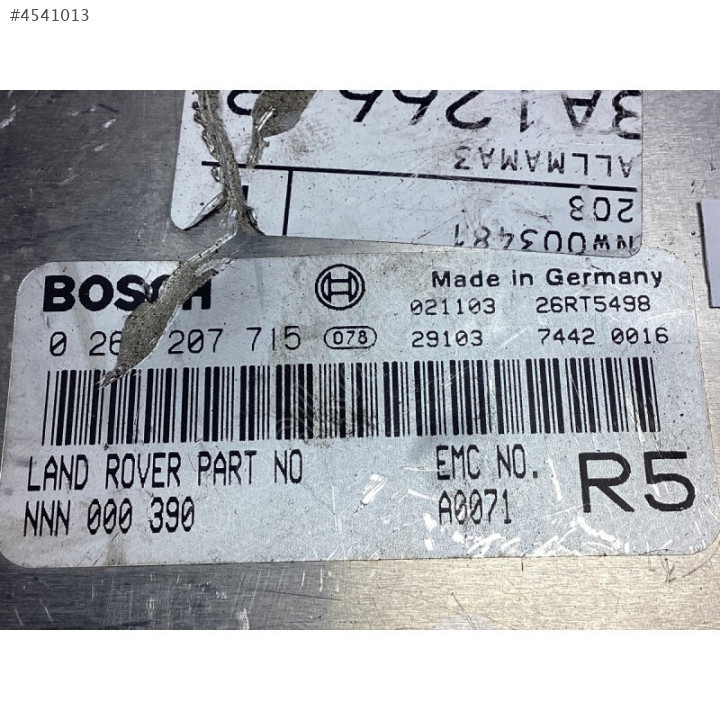 #4541013
3A1266
ALLMAMA3
203
NW003481
BOSCH Made in Germany
021103 26RT5498
0 26 207 715 078 29103 7442 0016
LAND ROVER PART NO EMC NO. R5
NNN 000 390 A0071